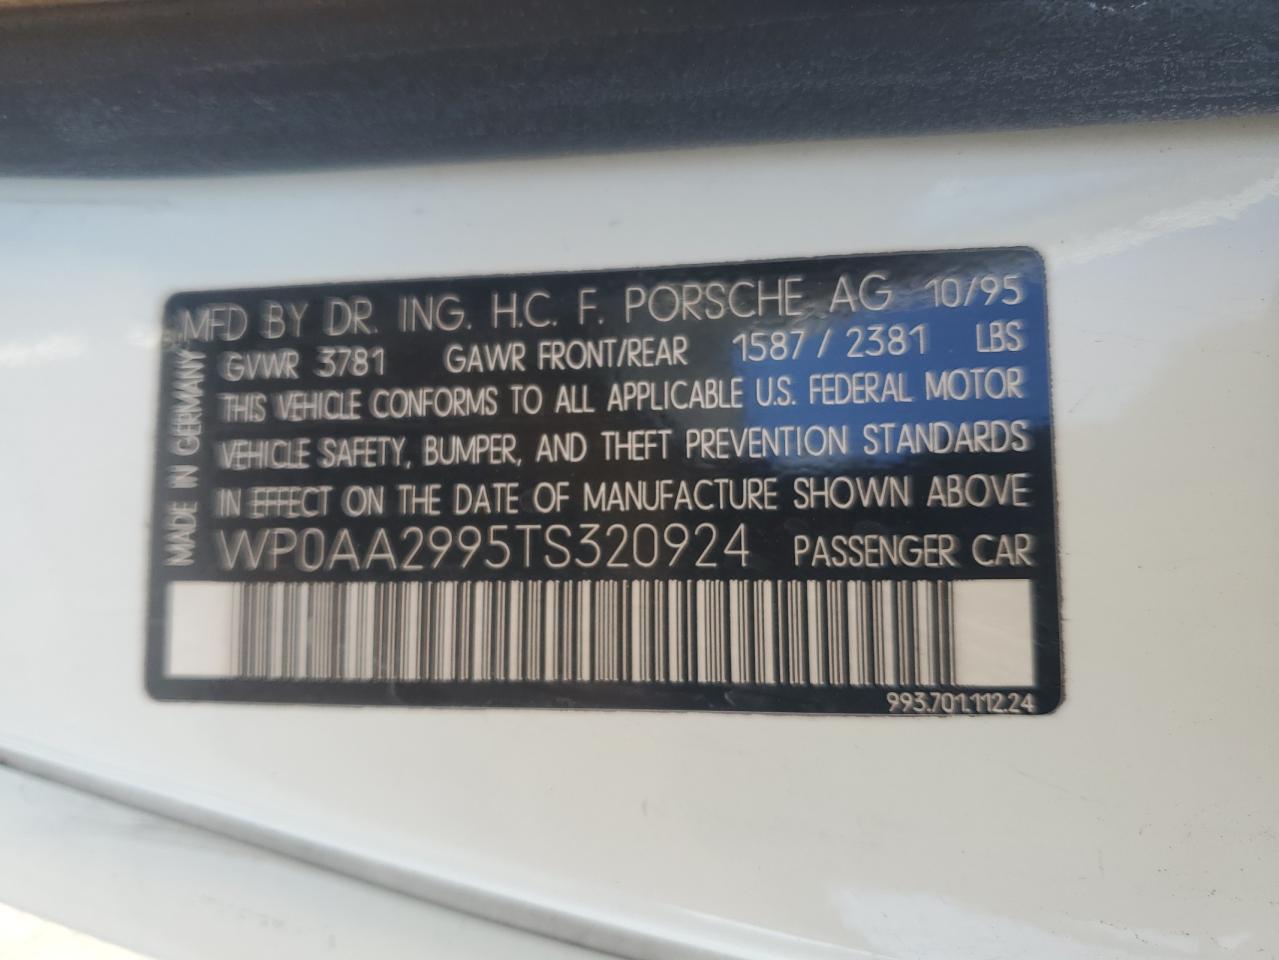 MFD BY DR. ING. H.C. F. PORSCHE AG 10/95
GVWR 3781 GAWR FRONT/REAR 1587 / 2381 LBS
THIS VEHICLE CONFORMS TO ALL APPLICABLE U.S. FEDERAL MOTOR
VEHICLE SAFETY, BUMPER, AND THEFT PREVENTION STANDARDS
IN EFFECT ON THE DATE OF MANUFACTURE SHOWN ABOVE
WP0AA2995TS320924 PASSENGER CAR
993.701.112.24
MADE IN GERMANY